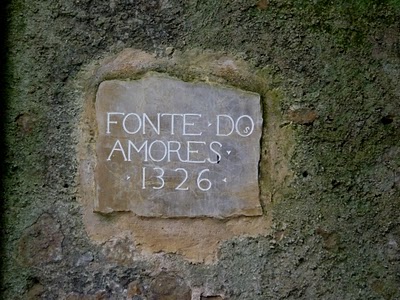 FONTE · DOS
AMORES ·
· 1326 ·